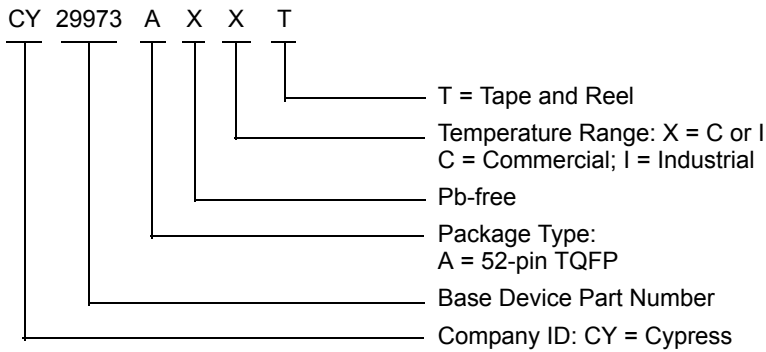 CY 29973 A X X T
T = Tape and Reel
Temperature Range: X = C or I
C = Commercial; I = Industrial
Pb-free
Package Type:
A = 52-pin TQFP
Base Device Part Number
Company ID: CY = Cypress